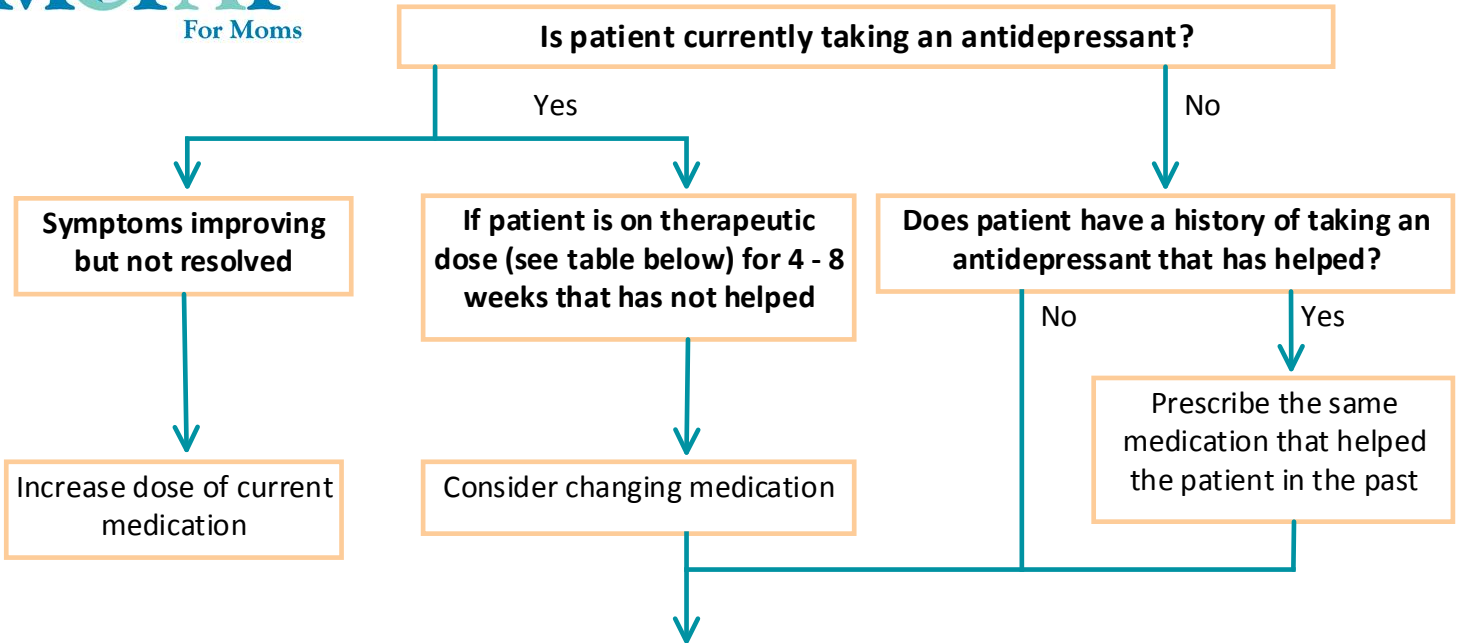 For Moms
Is patient currently taking an antidepressant?
Yes
No
Symptoms improving
but not resolved
If patient is on therapeutic
dose (see table below) for 4 - 8
weeks that has not helped
Does patient have a history of taking an
antidepressant that has helped?
No
Yes
Prescribe the same
medication that helped
the patient in the past
Increase dose of current
medication
Consider changing medication